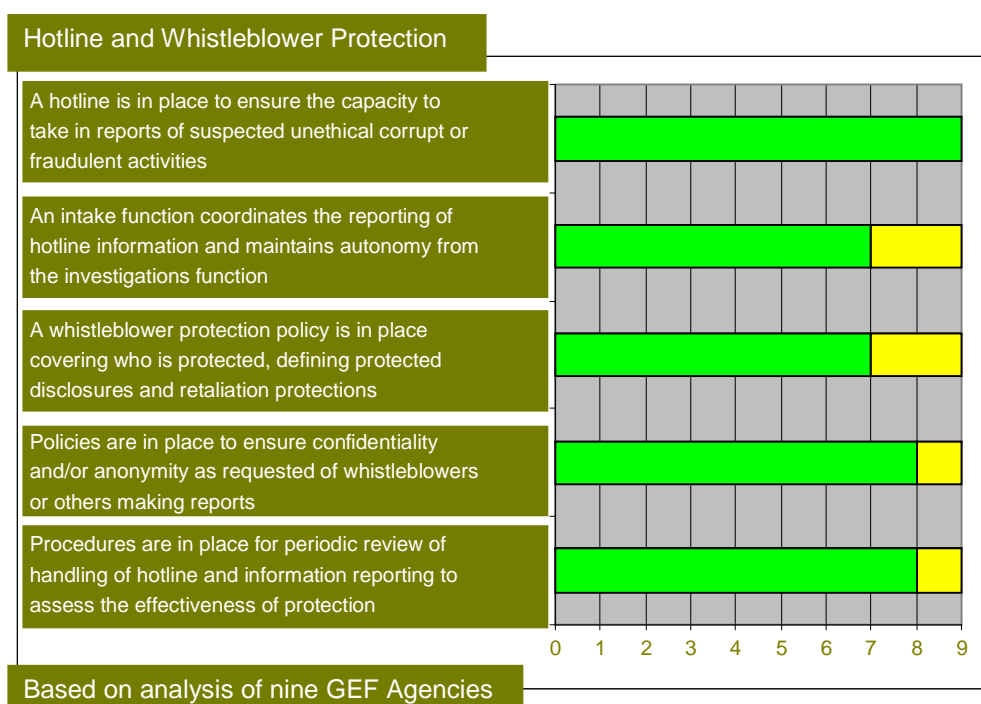 Hotline and Whistleblower Protection
A hotline is in place to ensure the capacity to
take in reports of suspected unethical corrupt or
fraudulent activities
An intake function coordinates the reporting of
hotline information and maintains autonomy from
the investigations function
A whistleblower protection policy is in place
covering who is protected, defining protected
disclosures and retaliation protections
Policies are in place to ensure confidentiality
and/or anonymity as requested of whistleblowers
or others making reports
Procedures are in place for periodic review of
handling of hotline and information reporting to
assess the effectiveness of protection
0 1 2 3 4 5 6 7 8 9
Based on analysis of nine GEF Agencies